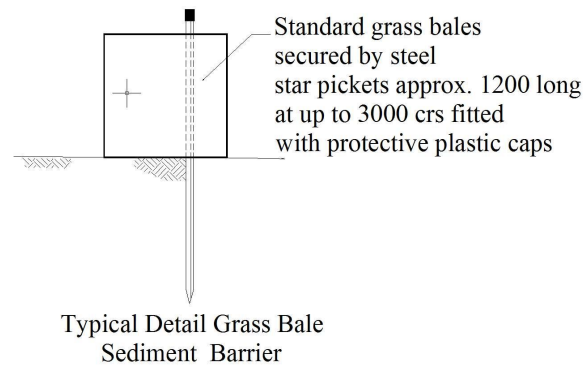 Standard grass bales
secured by steel
star pickets approx. 1200 long
at up to 3000 crs fitted
with protective plastic caps
Typical Detail Grass Bale
Sediment Barrier